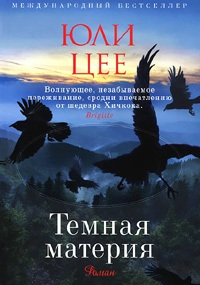 МЕЖДУНАРОДНЫЙ БЕСТСЕЛЛЕР
ЮЛИ
ЦЕЕ
Волнующее, незабываемое
переживание, сродни впечатлению
от шедевра Хичкока.
Brigitte
Темная
материя
Роман